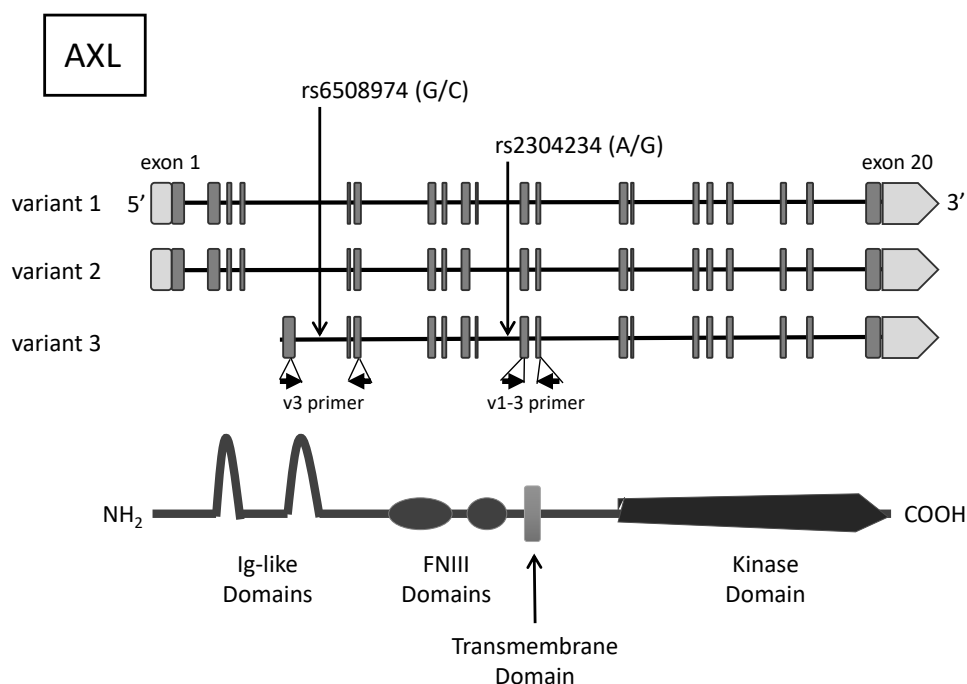 AXL
rs6508974 (G/C)
rs2304234 (A/G)
exon 1
exon 20
variant 1
5’
3’
variant 2
variant 3
v3 primer
v1-3 primer
NH2
COOH
Ig-like
Domains
FNIII
Domains
Kinase
Domain
Transmembrane
Domain